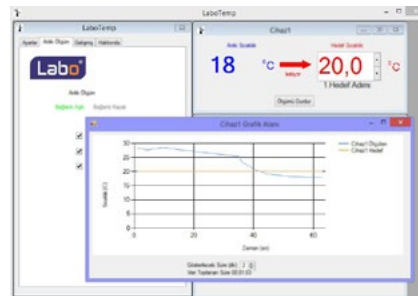 LaboTemp
LaboTemp
Ayarlar Anlık Ölçüm Gelişmiş Hakkında
Labo
Anlık Ölçüm
Bağlantı Açık Bağlantı Kapalı
Cihaz1
Anlık Sıcaklık
Hedef Sıcaklık
18 °C
20,0 °C
1.Hedef Adımı
Ölçümü Durdur
Cihaz1 Grafik Alanı
Sıcaklık (C)
30
25
20
15
10
5
0
0 20 40 60
Zaman (sn)
Cihaz1 Ölçülen
Cihaz1 Hedef
Gösterilecek Süre (dk) 2
Veri Toplanan Süre 00:01:03